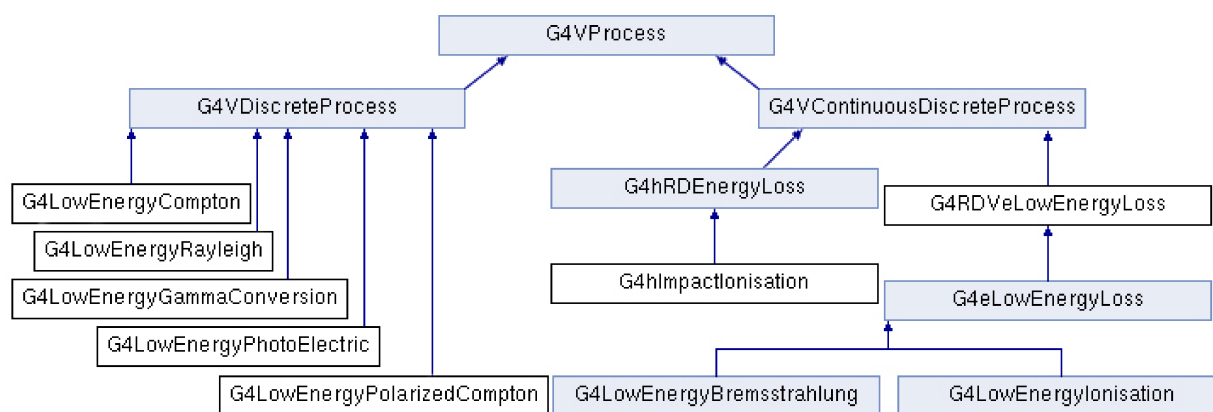 G4VProcess
G4VDiscreteProcess
G4VContinuousDiscreteProcess
G4hRDEnergyLoss
G4LowEnergyCompton
G4RDVeLowEnergyLoss
G4LowEnergyRayleigh
G4hImpactIonisation
G4LowEnergyGammaConversion
G4eLowEnergyLoss
G4LowEnergyPhotoElectric
G4LowEnergyPolarizedCompton
G4LowEnergyBremsstrahlung
G4LowEnergyIonisation